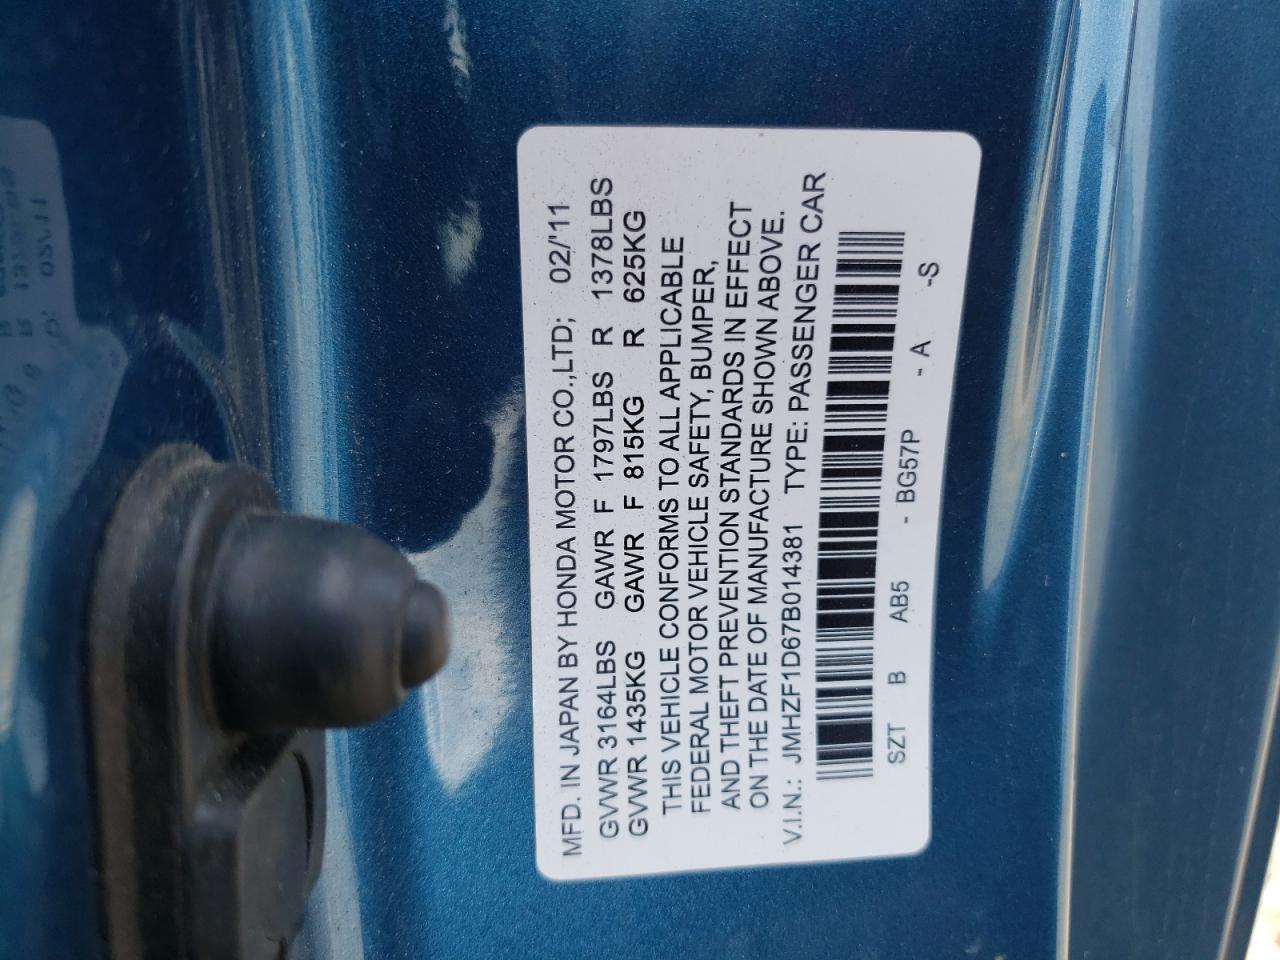 MFD. IN JAPAN BY HONDA MOTOR CO.,LTD; 02/'11
GVWR 3164LBS GAWR F 1797LBS R 1378LBS
GVWR 1435KG GAWR F 815KG R 625KG
THIS VEHICLE CONFORMS TO ALL APPLICABLE
FEDERAL MOTOR VEHICLE SAFETY, BUMPER,
AND THEFT PREVENTION STANDARDS IN EFFECT
ON THE DATE OF MANUFACTURE SHOWN ABOVE.
V.I.N.: JMHZF1D67B014381 TYPE: PASSENGER CAR
SZT B AB5 - BG57P - A -S